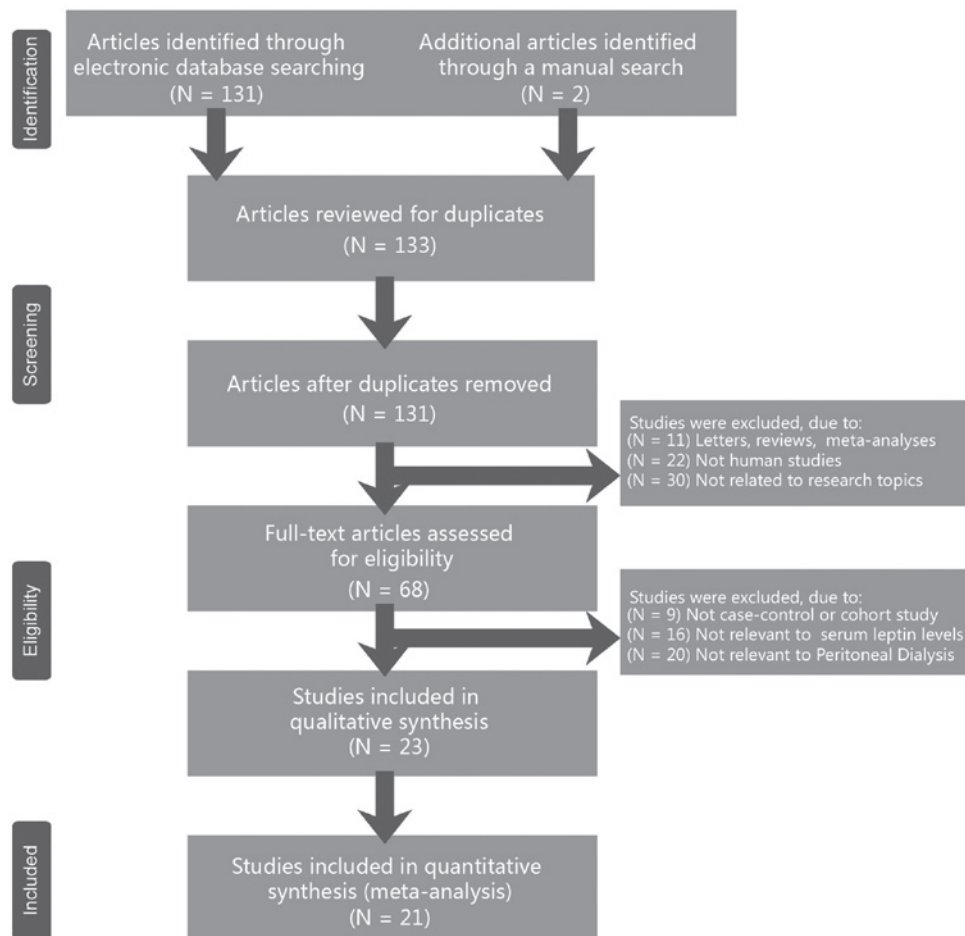 Identification
Articles identified through
electronic database searching
(N = 131)
Additional articles identified
through a manual search
(N = 2)
Articles reviewed for duplicates
(N = 133)
Screening
Articles after duplicates removed
(N = 131)
Studies were excluded, due to:
(N = 11) Letters, reviews, meta-analyses
(N = 22) Not human studies
(N = 30) Not related to research topics
Eligibility
Full-text articles assessed
for eligibility
(N = 68)
Studies were excluded, due to:
(N = 9) Not case-control or cohort study
(N = 16) Not relevant to serum leptin levels
(N = 20) Not relevant to Peritoneal Dialysis
Studies included in
qualitative synthesis
(N = 23)
Included
Studies included in quantitative
synthesis (meta-analysis)
(N = 21)